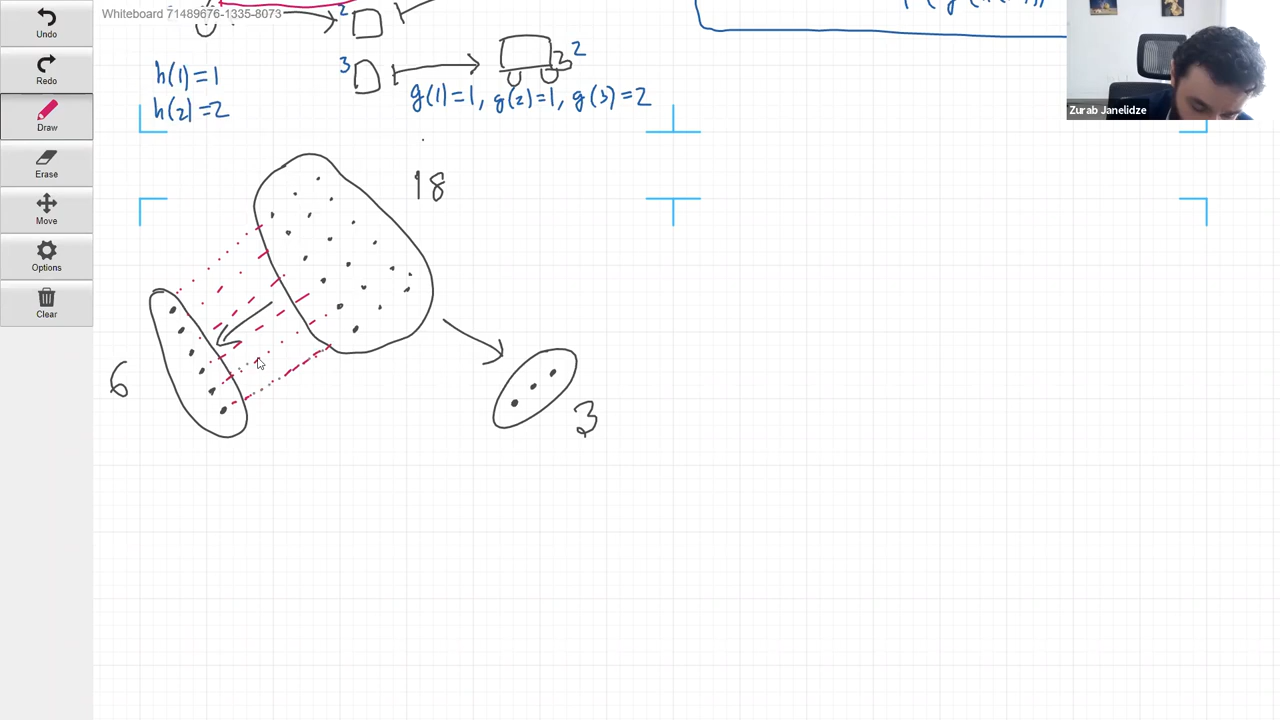 Whiteboard 71489676-1335-8073
Undo
Redo
Draw
Erase
Move
Options
Clear
2
3
2
h(1)=1
h(2)=2
g(1)=1, g(2)=1, g(3)=2
18
6
3
Zurab Janelidze